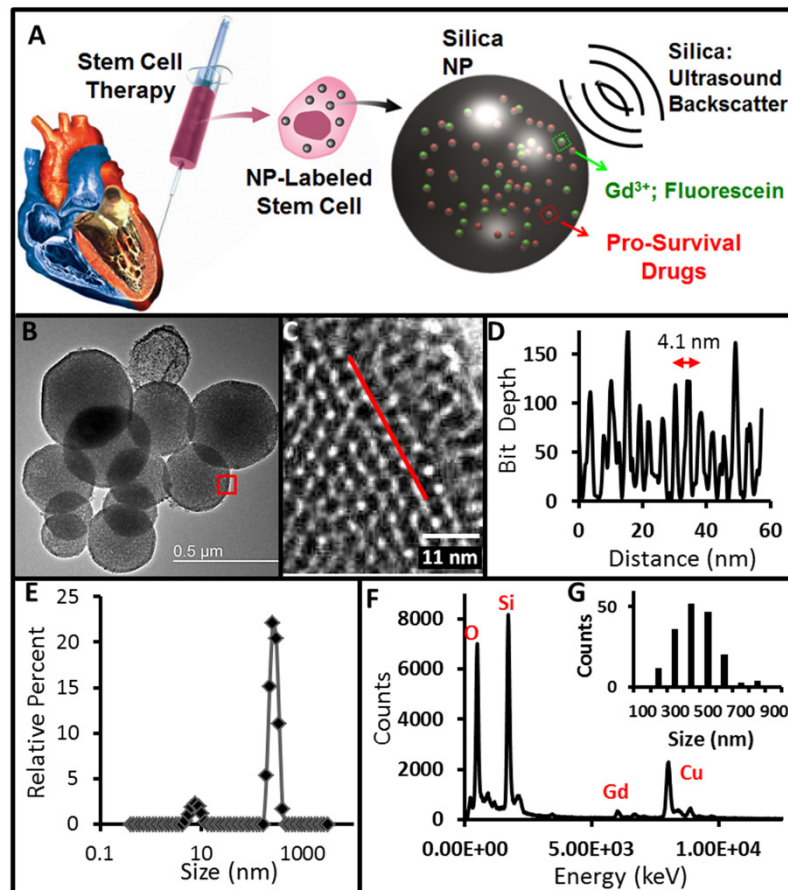 A
Stem Cell
Therapy
NP-Labeled
Stem Cell
Silica
NP
Silica:
Ultrasound
Backscatter
Gd³⁺; Fluorescein
Pro-Survival
Drugs
B
0.5 µm
C
11 nm
D
4.1 nm
150
100
50
0
Bit Depth
0 20 40 60
Distance (nm)
E
25
20
15
10
5
0
Relative Percent
0.1 10 1000
Size (nm)
F
O
Si
Gd
Cu
8000
6000
4000
2000
0
Counts
0.00E+00 5.00E+03 1.00E+04
Energy (keV)
G
50
0
Counts
100 300 500 700 900
Size (nm)